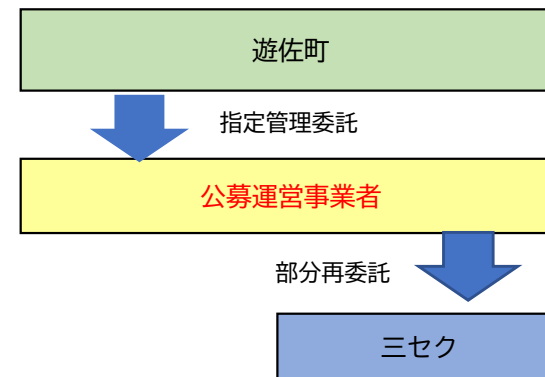 遊佐町
指定管理委託
公募運営事業者
部分再委託
三セク